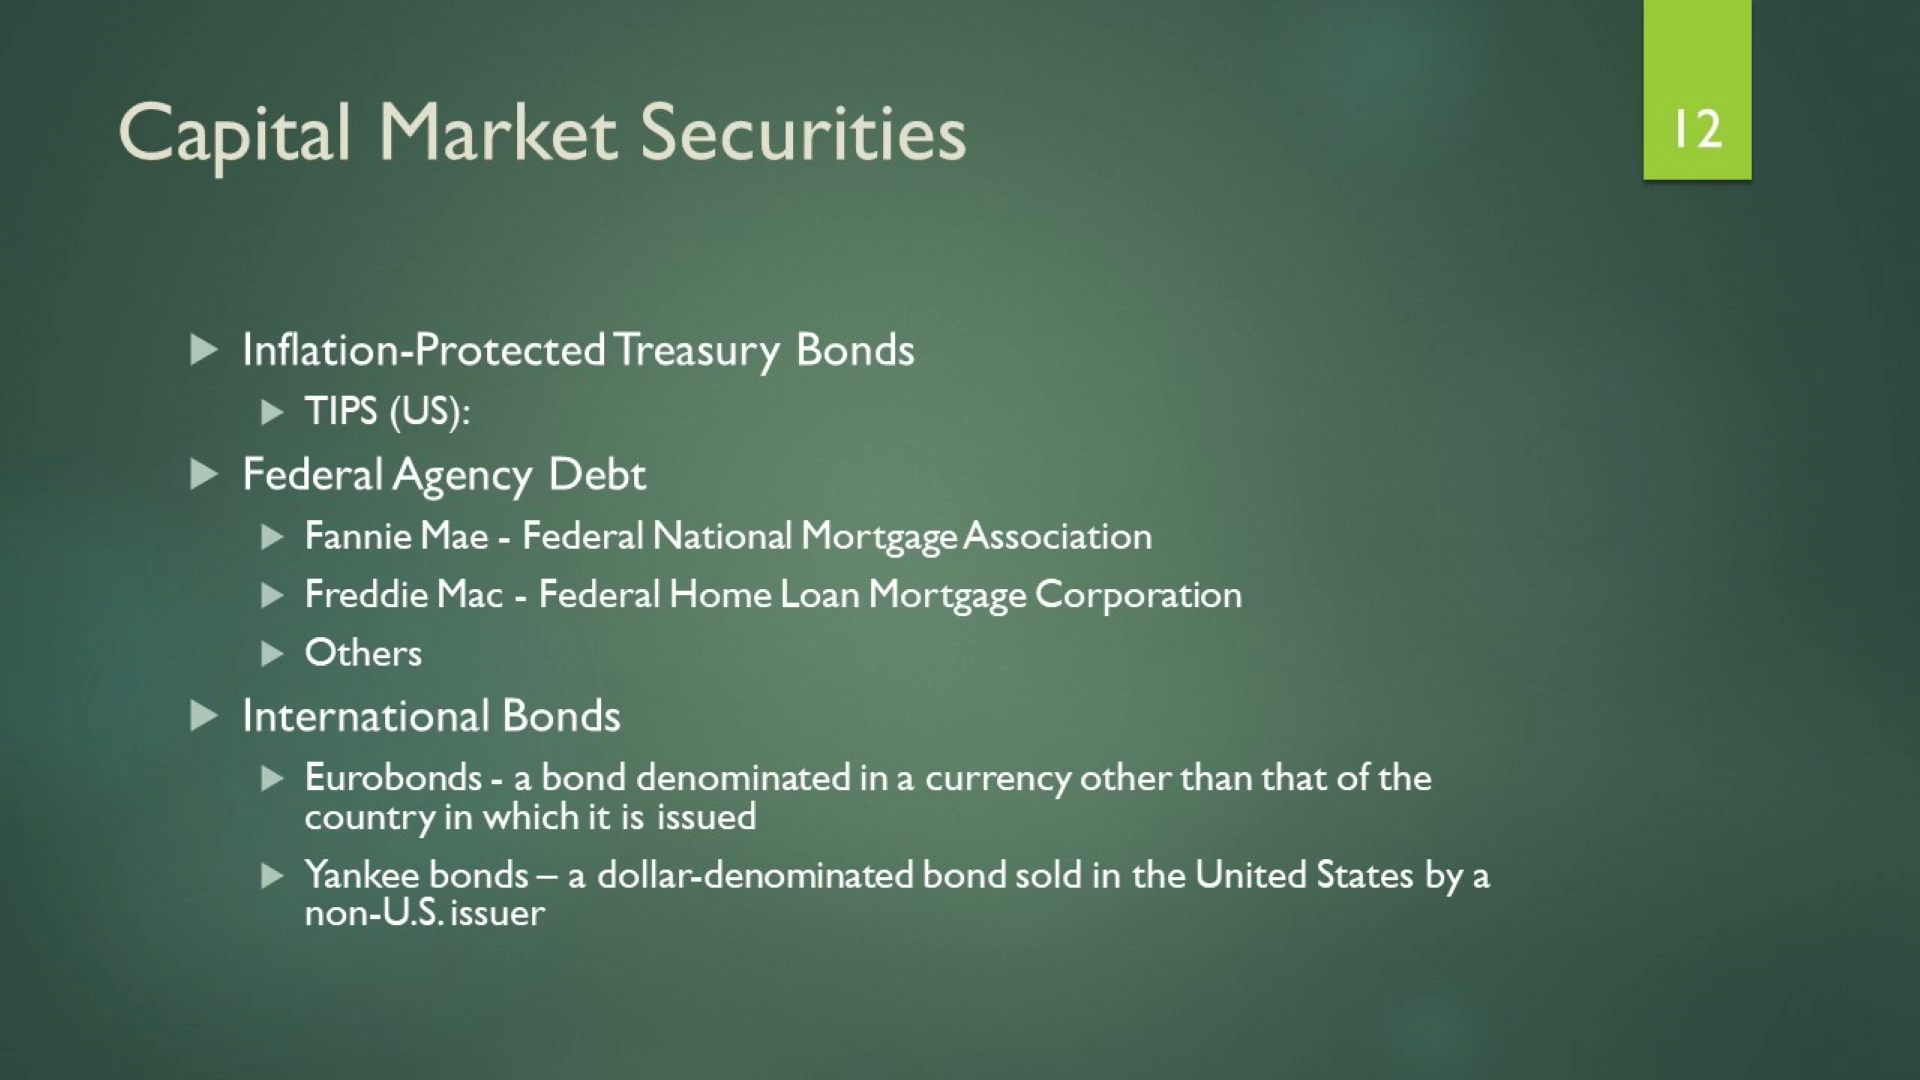 Capital Market Securities
12
Inflation-Protected Treasury Bonds
TIPS (US):
Federal Agency Debt
Fannie Mae - Federal National Mortgage Association
Freddie Mac - Federal Home Loan Mortgage Corporation
Others
International Bonds
Eurobonds - a bond denominated in a currency other than that of the
country in which it is issued
Yankee bonds – a dollar-denominated bond sold in the United States by a
non-U.S. issuer